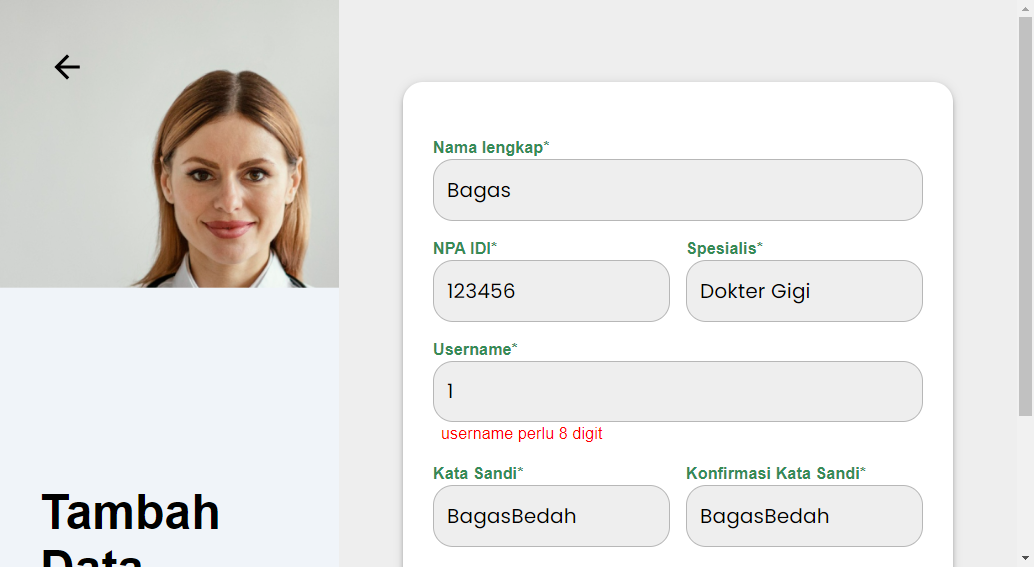 Nama lengkap*
Bagas
NPA IDI*
Spesialis*
123456
Dokter Gigi
Username*
1
username perlu 8 digit
Kata Sandi*
Konfirmasi Kata Sandi*
BagasBedah
BagasBedah
Tambah
Data